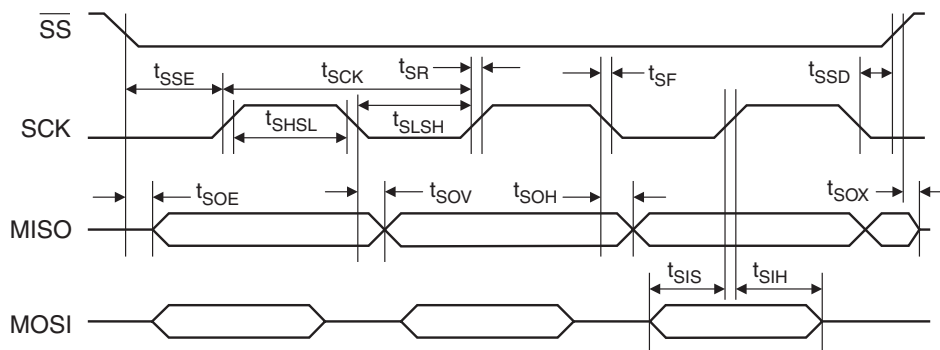 SS
tSSE
tSCK
tSR
tSF
tSSD
SCK
tSHSL
tSLSH
tSOE
tSOV
tSOH
tSOX
MISO
tSIS
tSIH
MOSI